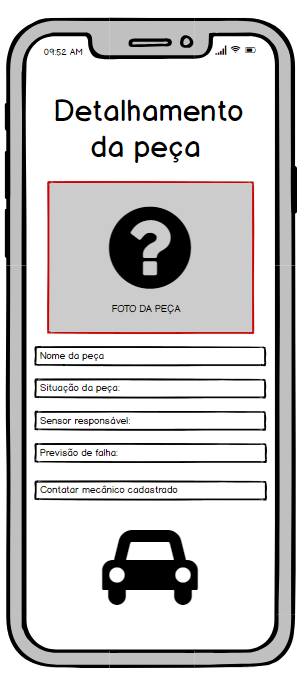 09:52 AM
Detalhamento
da peça
?
FOTO DA PEÇA
Nome da peça
Situação da peça:
Sensor responsável:
Previsão de falha:
Contatar mecânico cadastrado